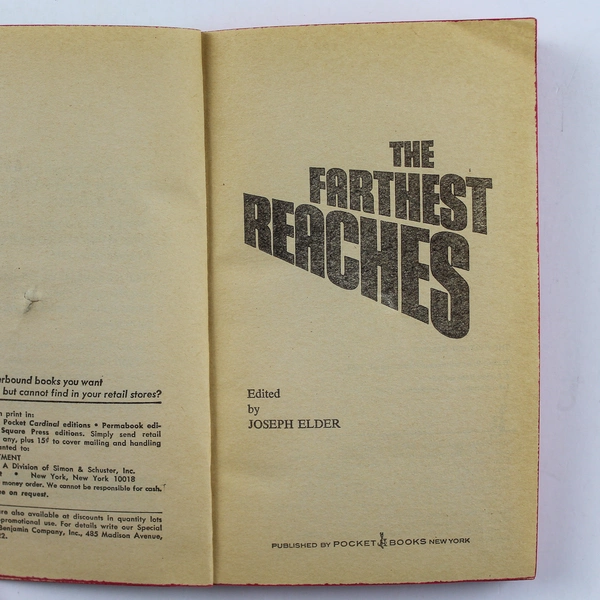 erbound books you want
but cannot find in your retail stores?
print in:
Pocket Cardinal editions • Permabook edi-
Square Press editions. Simply send retail
any, plus 15¢ to cover mailing and handling
to:
TMENT
A Division of Simon & Schuster, Inc.
• New York, New York 10018
money order. We cannot be responsible for cash.
on request.
are also available at discounts in quantity lots
promotional use. For details write our Special
Benjamin Company, Inc., 485 Madison Avenue,
22.
THE
FARTHEST
REACHES
Edited
by
JOSEPH ELDER
PUBLISHED BY POCKET BOOKS NEW YORK